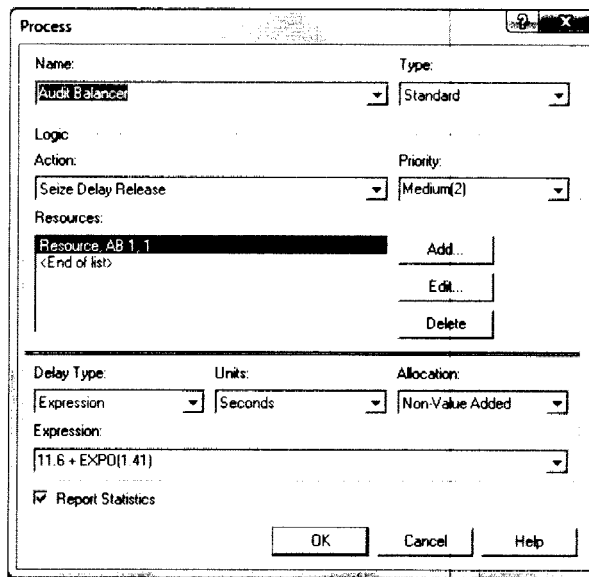 Process
Name:
Type:
Audit Balancer
Standard
Logic
Action:
Priority:
Seize Delay Release
Medium(2)
Resources:
Resource, AB 1, 1
<End of list>
Add...
Edit...
Delete
Delay Type:
Units:
Allocation:
Expression
Seconds
Non-Value Added
Expression:
11.6 + EXPO(1.41)
Report Statistics
OK
Cancel
Help